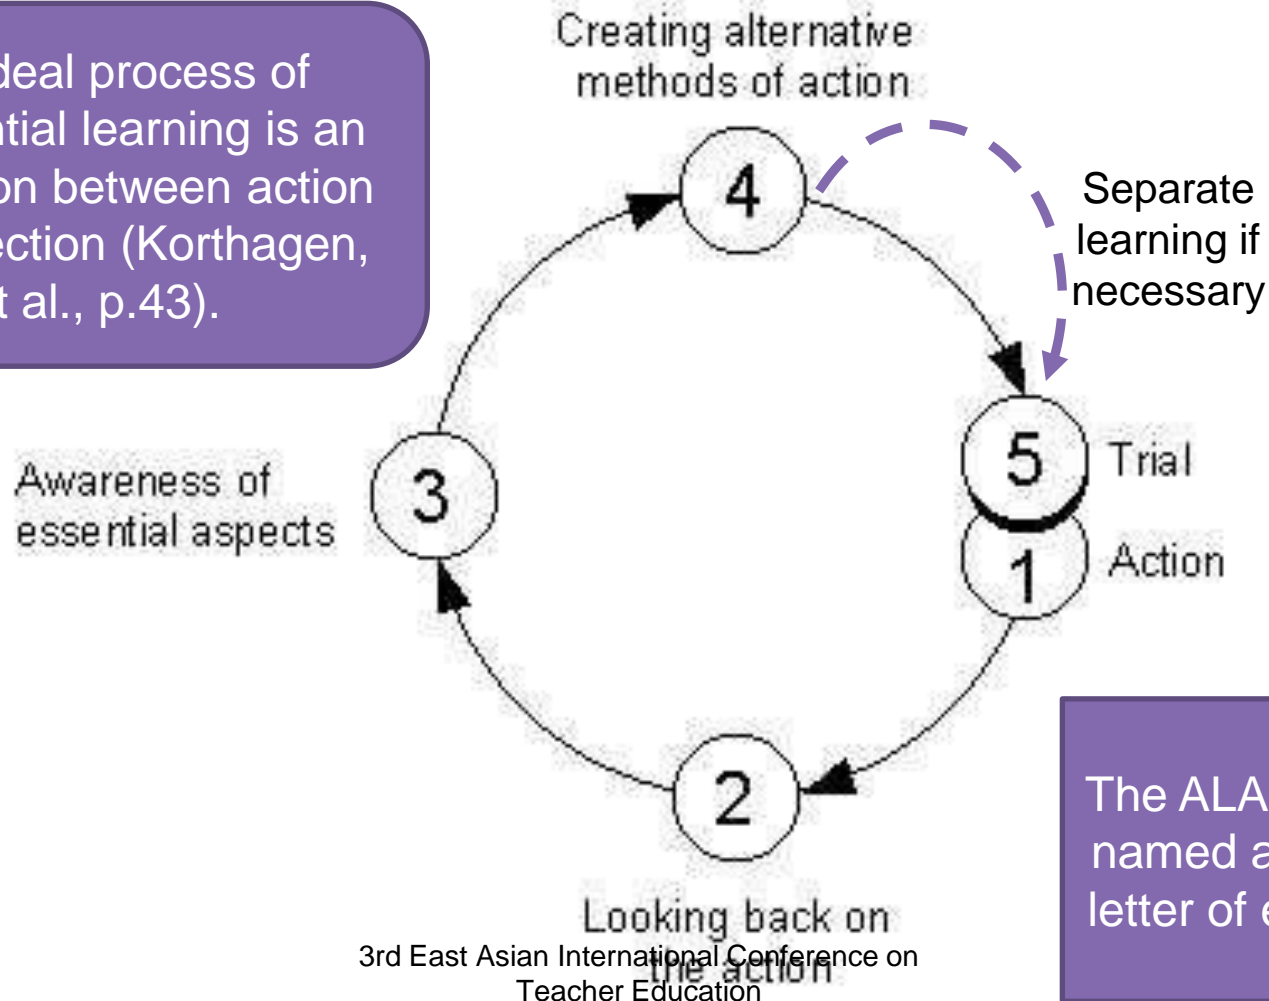 deal process of
ntial learning is an
on between action
ection (Korthagen,
t al., p.43).
Creating alternative
methods of action
4
Separate
learning if
necessary
5
Trial
1
Action
3
Awareness of
essential aspects
2
Looking back on
the action
The ALA
named a
letter of e
3rd East Asian International Conference on
Teacher Education